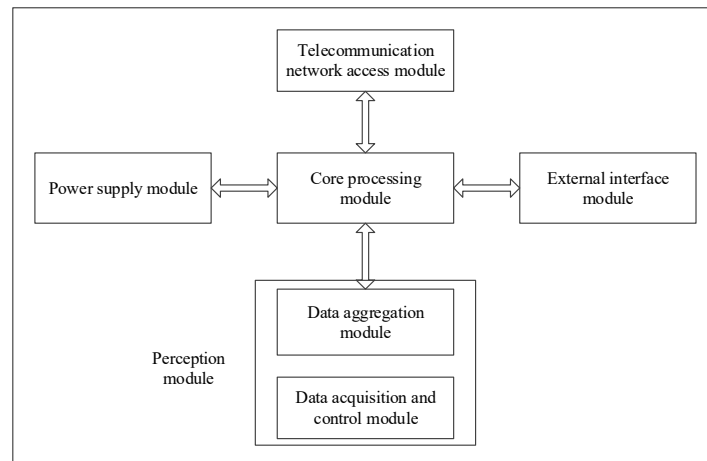 Telecommunication
network access module
Power supply module
Core processing
module
External interface
module
Data aggregation
module
Perception
module
Data acquisition and
control module